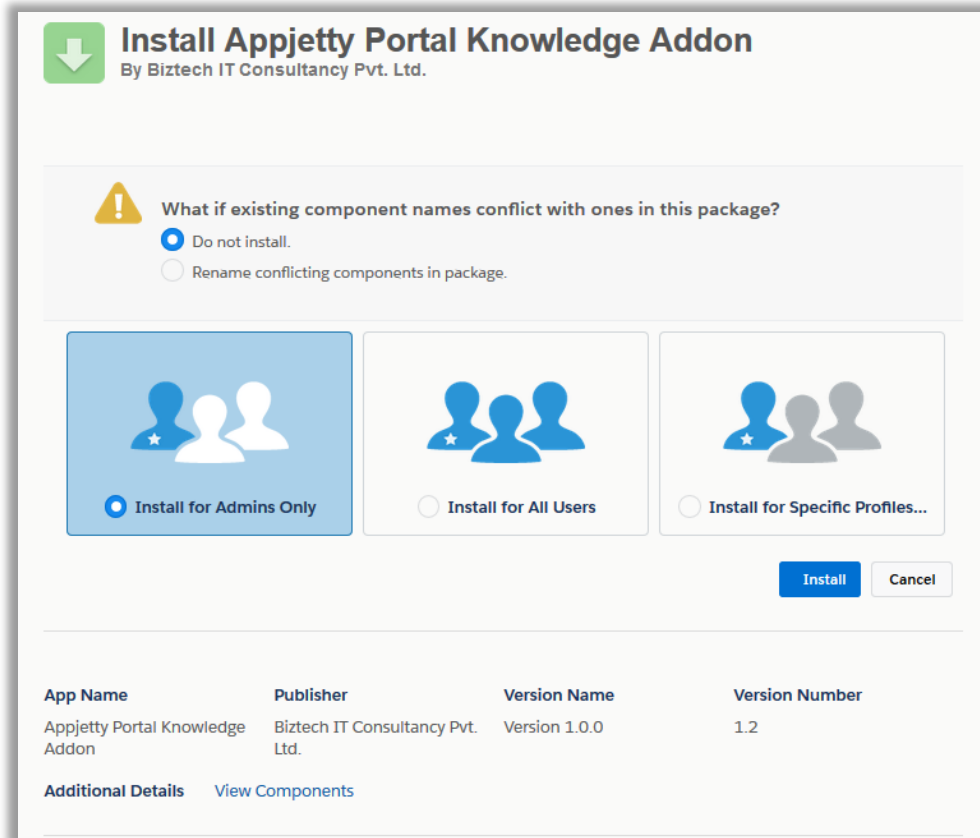 Install Appjetty Portal Knowledge Addon
By Biztech IT Consultancy Pvt. Ltd.
What if existing component names conflict with ones in this package?
Do not install.
Rename conflicting components in package.
Install for Admins Only
Install for All Users
Install for Specific Profiles...
Install
Cancel
App Name
Publisher
Version Name
Version Number
Appjetty Portal Knowledge
Addon
Biztech IT Consultancy Pvt.
Ltd.
Version 1.0.0
1.2
Additional Details
View Components